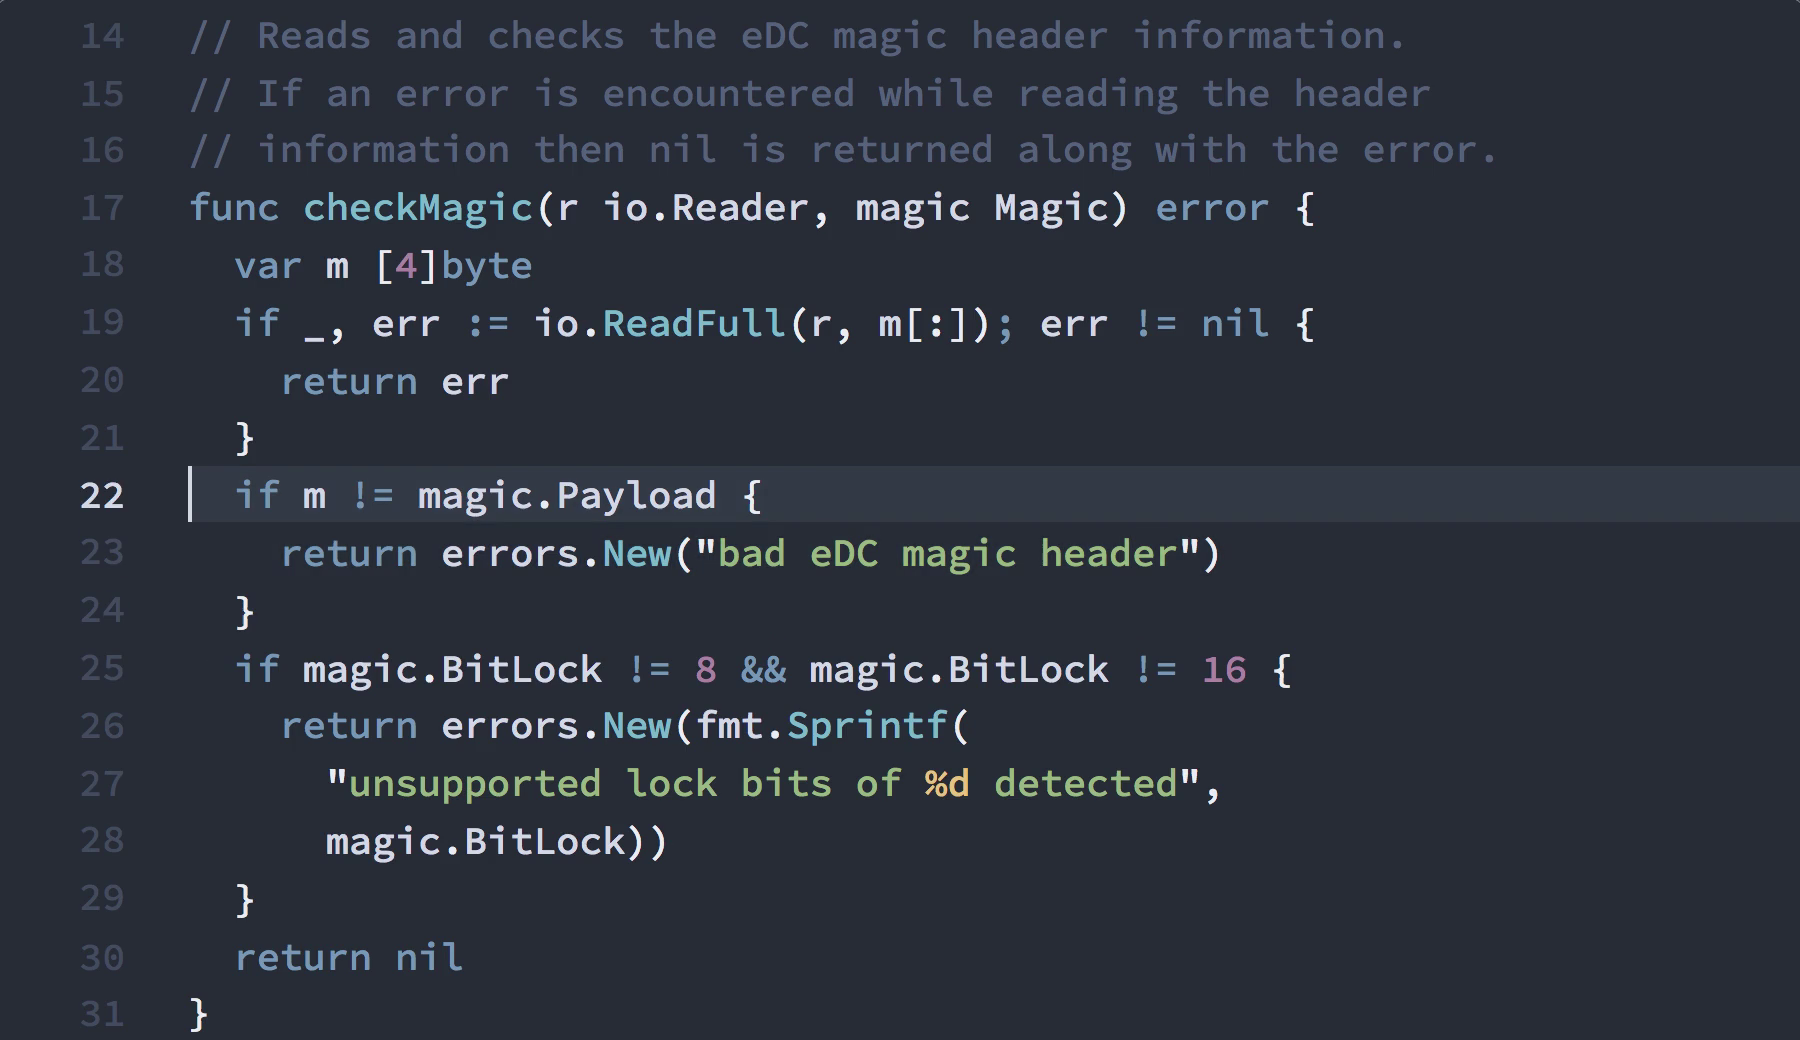 14 // Reads and checks the eDC magic header information.
15 // If an error is encountered while reading the header
16 // information then nil is returned along with the error.
17 func checkMagic(r io.Reader, magic Magic) error {
18   var m [4]byte
19   if _, err := io.ReadFull(r, m[:]); err != nil {
20     return err
21   }
22   if m != magic.Payload {
23     return errors.New("bad eDC magic header")
24   }
25   if magic.BitLock != 8 && magic.BitLock != 16 {
26     return errors.New(fmt.Sprintf(
27       "unsupported lock bits of %d detected",
28       magic.BitLock))
29   }
30   return nil
31 }